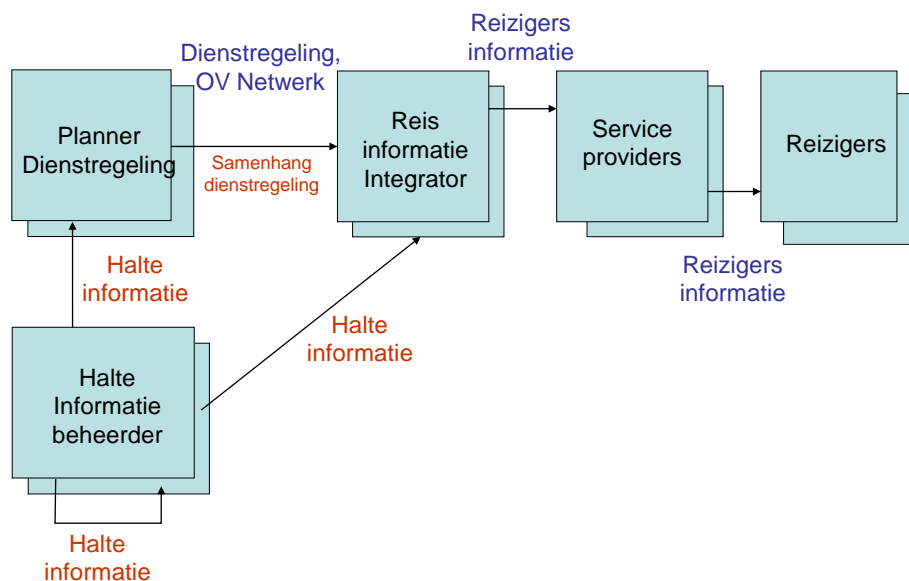 Dienstregeling,
OV Netwerk
Reizigers
informatie
Planner
Dienstregeling
Samenhang
dienstregeling
Reis
informatie
Integrator
Service
providers
Reizigers
Halte
informatie
Halte
informatie
Reizigers
informatie
Halte
Informatie
beheerder
Halte
informatie